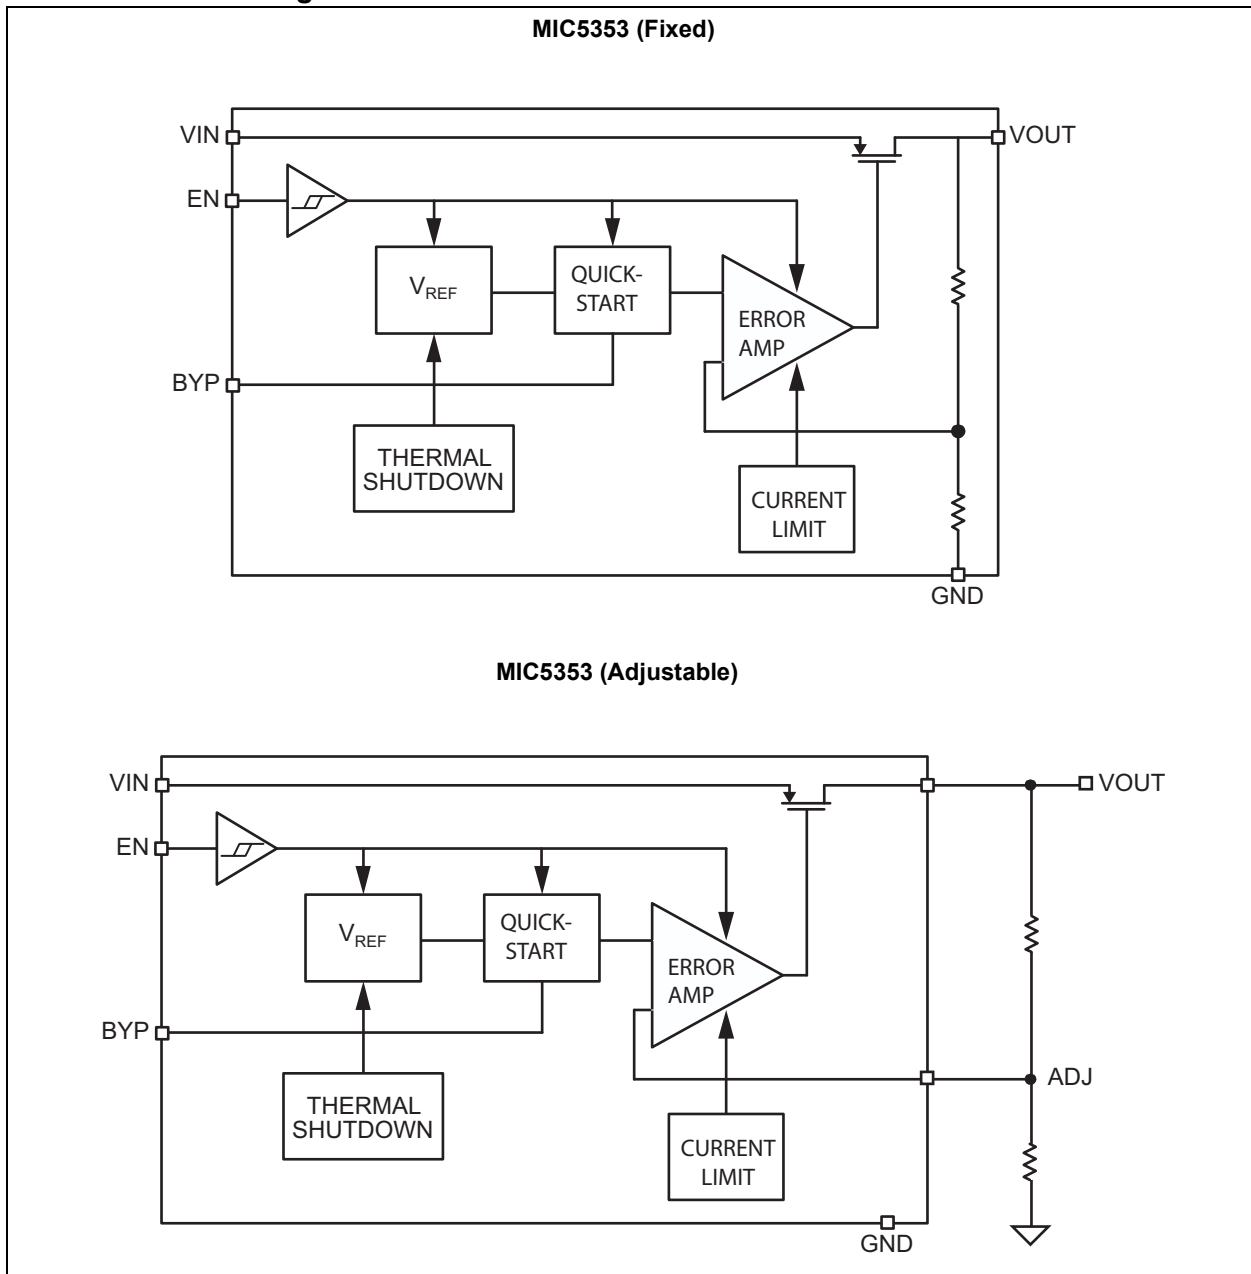 MIC5353 (Fixed)
VIN
VOUT
EN
VREF
QUICK-
START
ERROR
AMP
BYP
THERMAL
SHUTDOWN
CURRENT
LIMIT
GND
MIC5353 (Adjustable)
VIN
VOUT
EN
VREF
QUICK-
START
ERROR
AMP
BYP
ADJ
THERMAL
SHUTDOWN
CURRENT
LIMIT
GND